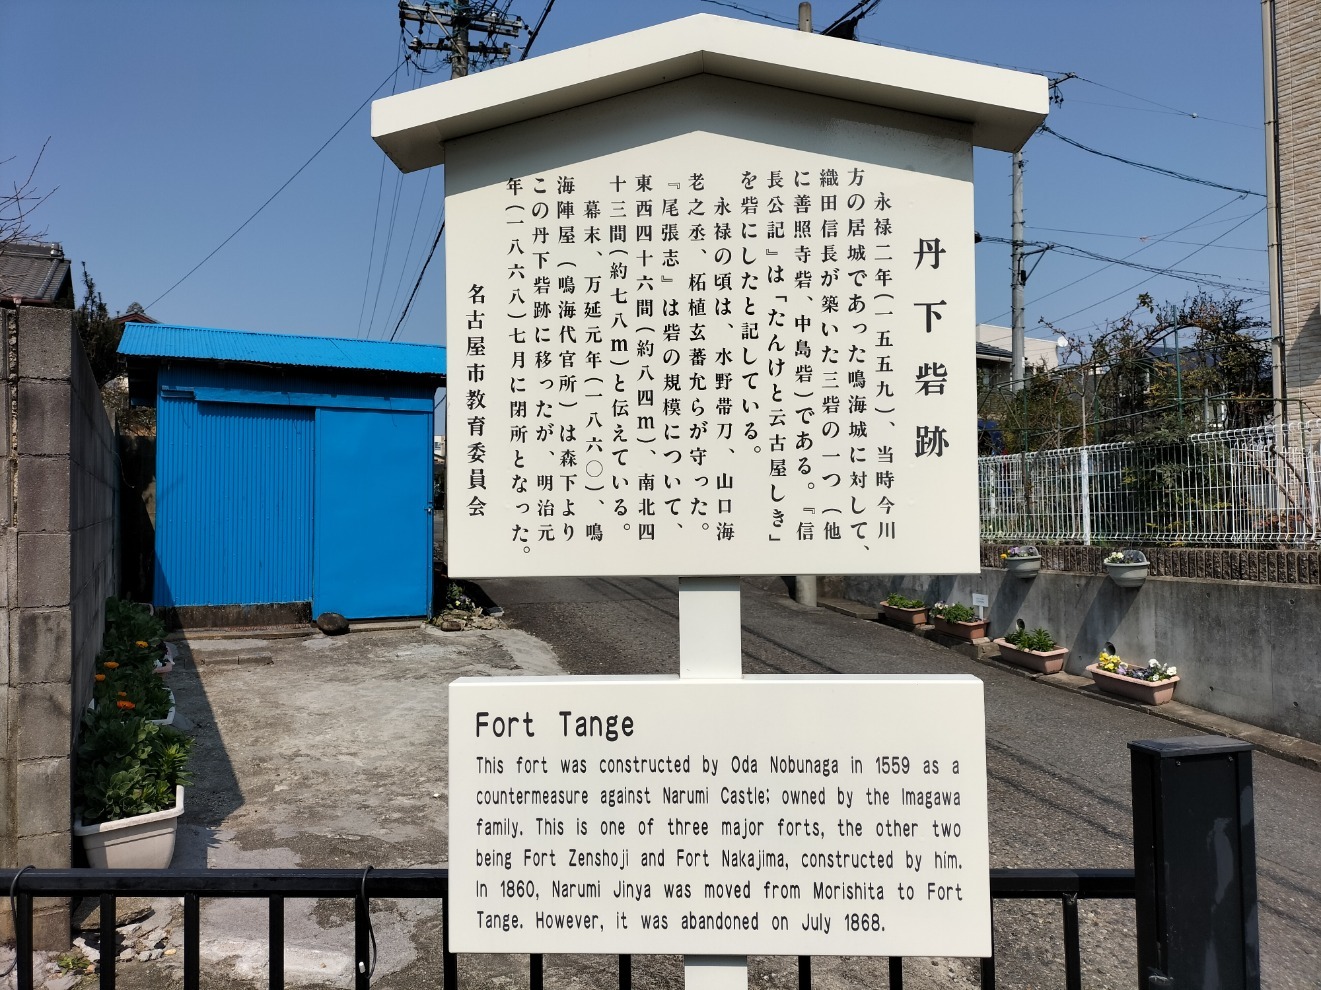 丹下砦跡
永禄二年(一五五九)、当時今川
方の居城であった鳴海城に対して、
織田信長が築いた三砦の一つ(他
に善照寺砦、中島砦)である。『信
長公記』は「たんけと云古屋しき」
を砦にしたと記している。
永禄の頃は、水野帯刀、山口海
老之丞、柘植玄蕃允らが守った。
『尾張志』は砦の規模について、
東西四十六間(約八四m)、南北四
十三間(約七八m)と伝えている。
幕末、万延元年(一八六〇)、鳴
海陣屋(鳴海代官所)は森下より
この丹下砦跡に移ったが、明治元
年(一八六八)七月に閉所となった。
名古屋市教育委員会
Fort Tange
This fort was constructed by Oda Nobunaga in 1559 as a
countermeasure against Narumi Castle; owned by the Imagawa
family. This is one of three major forts, the other two
being Fort Zenshoji and Fort Nakajima, constructed by him.
In 1860, Narumi Jinya was moved from Morishita to Fort
Tange. However, it was abandoned on July 1868.